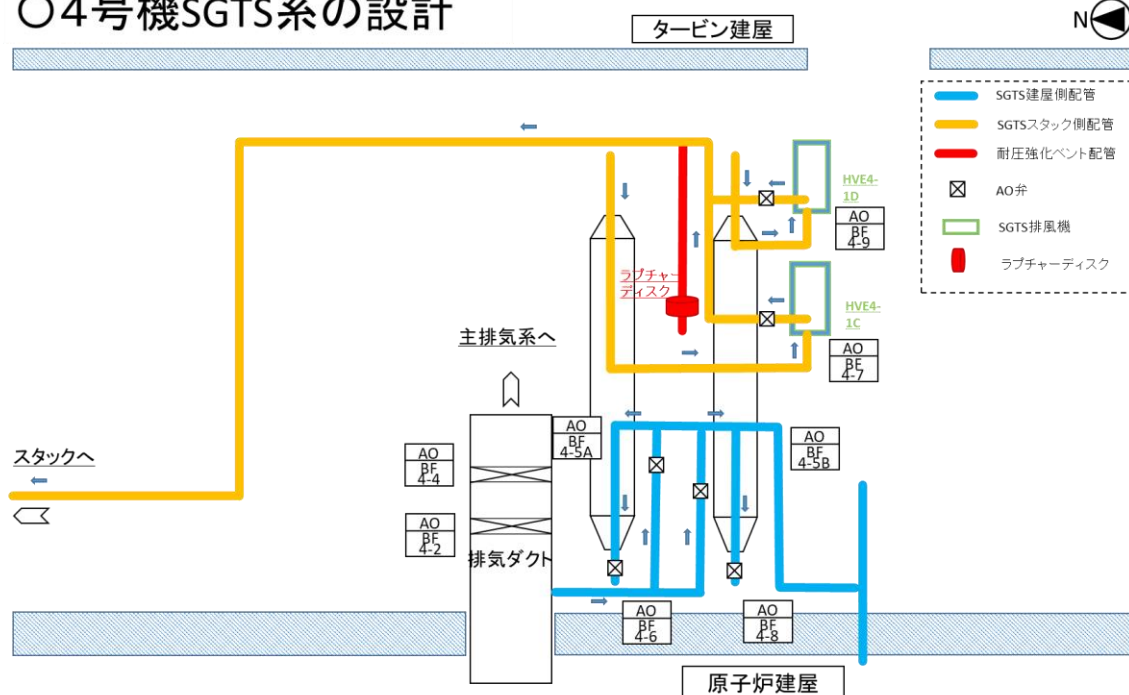 〇4号機SGTS系の設計
タービン建屋
N
SGTS建屋側配管
SGTSスタック側配管
耐圧強化ベント配管
AO弁
SGTS排風機
ラプチャーディスク
HVE4-
1D
AO
BF
4-9
ラプチャー
ディスク
HVE4-
1C
主排気系へ
AO
BF
4-7
AO
BF
4-5A
AO
BF
4-5B
スタックへ
AO
BF
4-4
AO
BF
4-2
排気ダクト
AO
BF
4-6
AO
BF
4-8
原子炉建屋